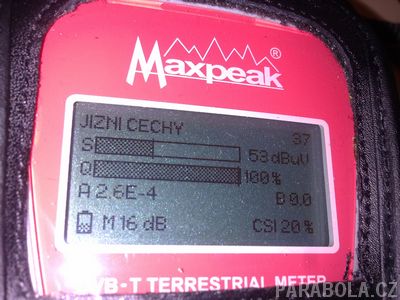 Maxpeak ®
JIZNI CECHY 37
S 53 dBuV
Q 100%
A 2.6E-4 B 0.0
M 16 dB CSI 20%
VB-T TERRESTRIAL METER
PARABOLA.CZ